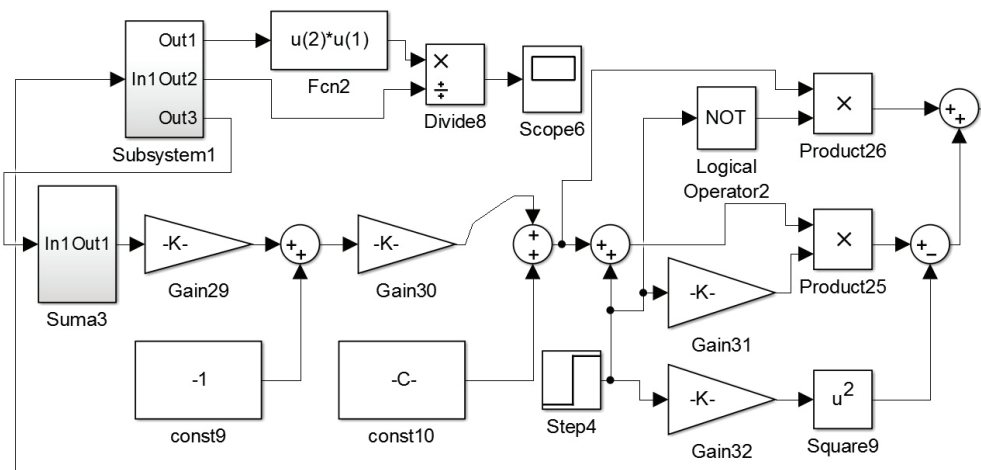 Out1
In1 Out2
Out3
Subsystem1
u(2)*u(1)
Fcn2
×
÷
Divide8
Scope6
NOT
Logical
Operator2
×
Product26
+
+
In1 Out1
Suma3
-K-
Gain29
+
+
-K-
Gain30
+
+
+
+
-K-
Gain31
×
Product25
+
−
-1
const9
-C-
const10
Step4
-K-
Gain32
u²
Square9